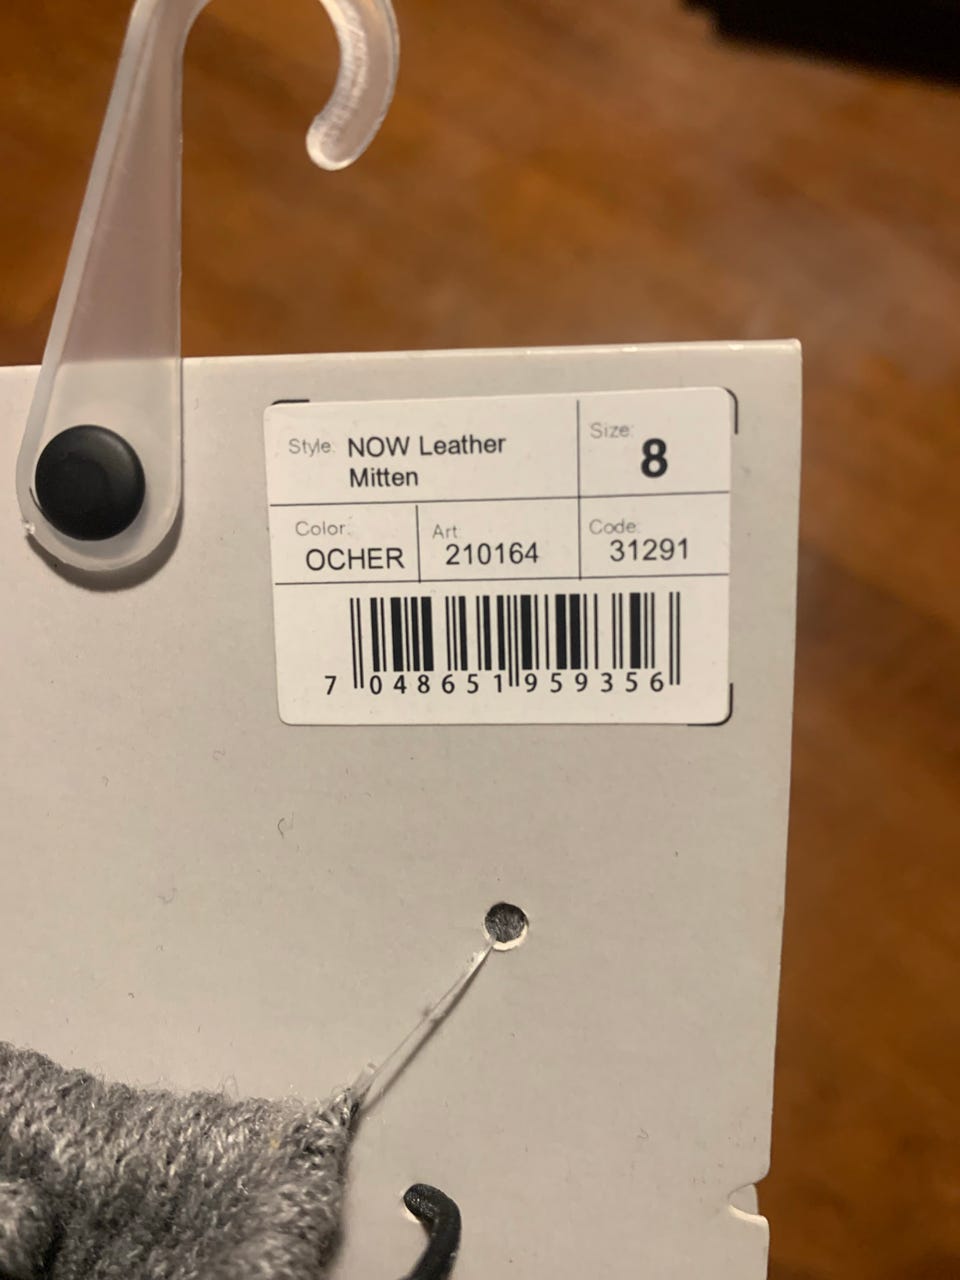 Style: NOW Leather
Mitten
Size:
8
Color:
OCHER
Art:
210164
Code:
31291
7 048651 959356